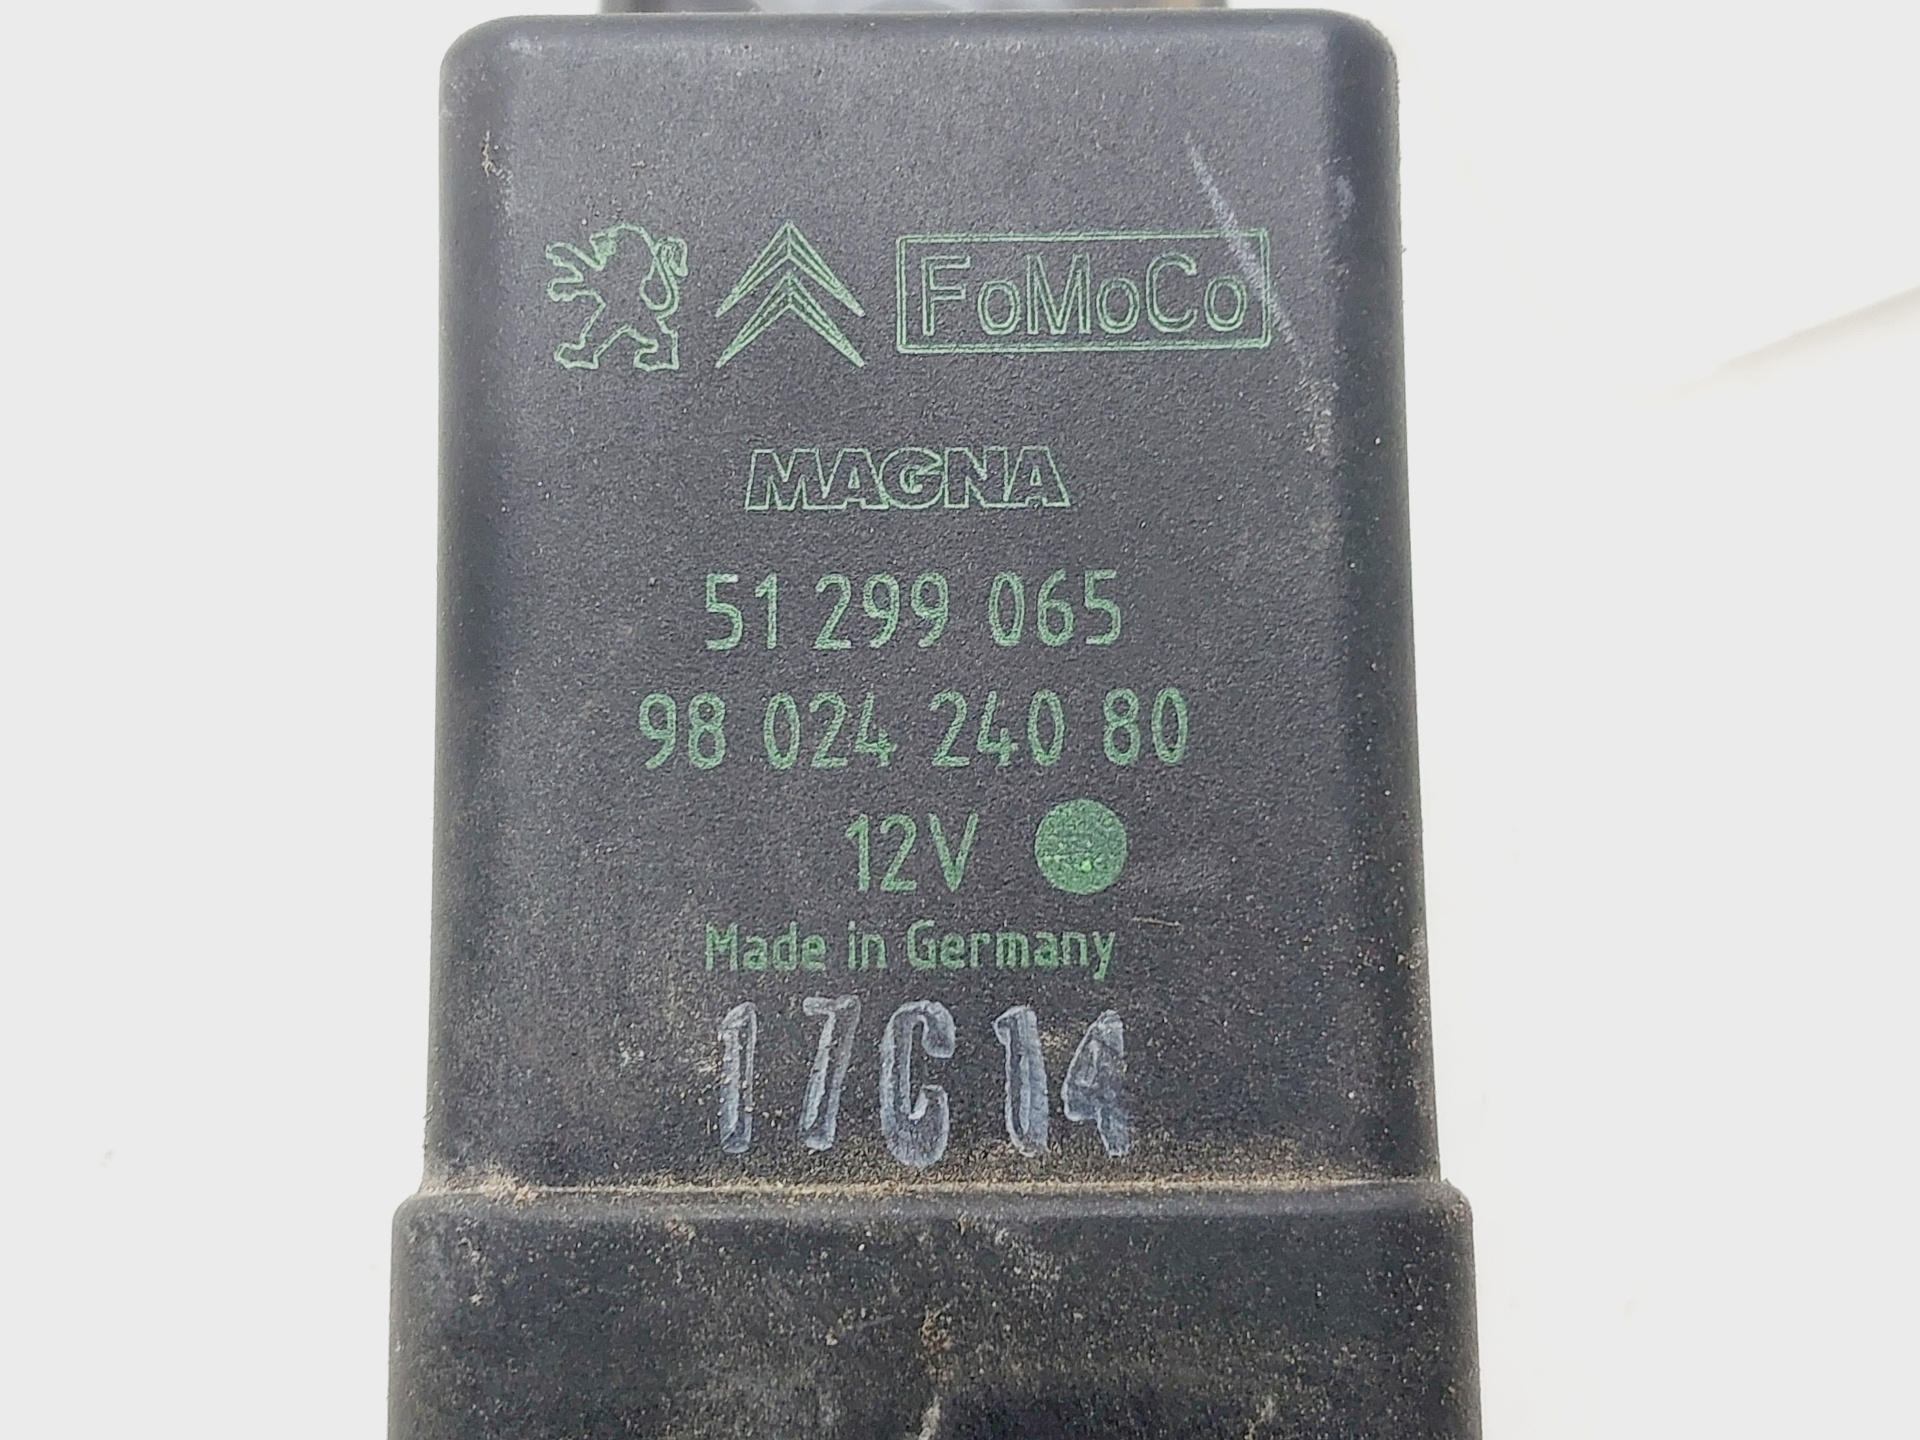 FoMoCo
MAGNA
51 299 065
98 024 240 80
12V
Made in Germany
17C14